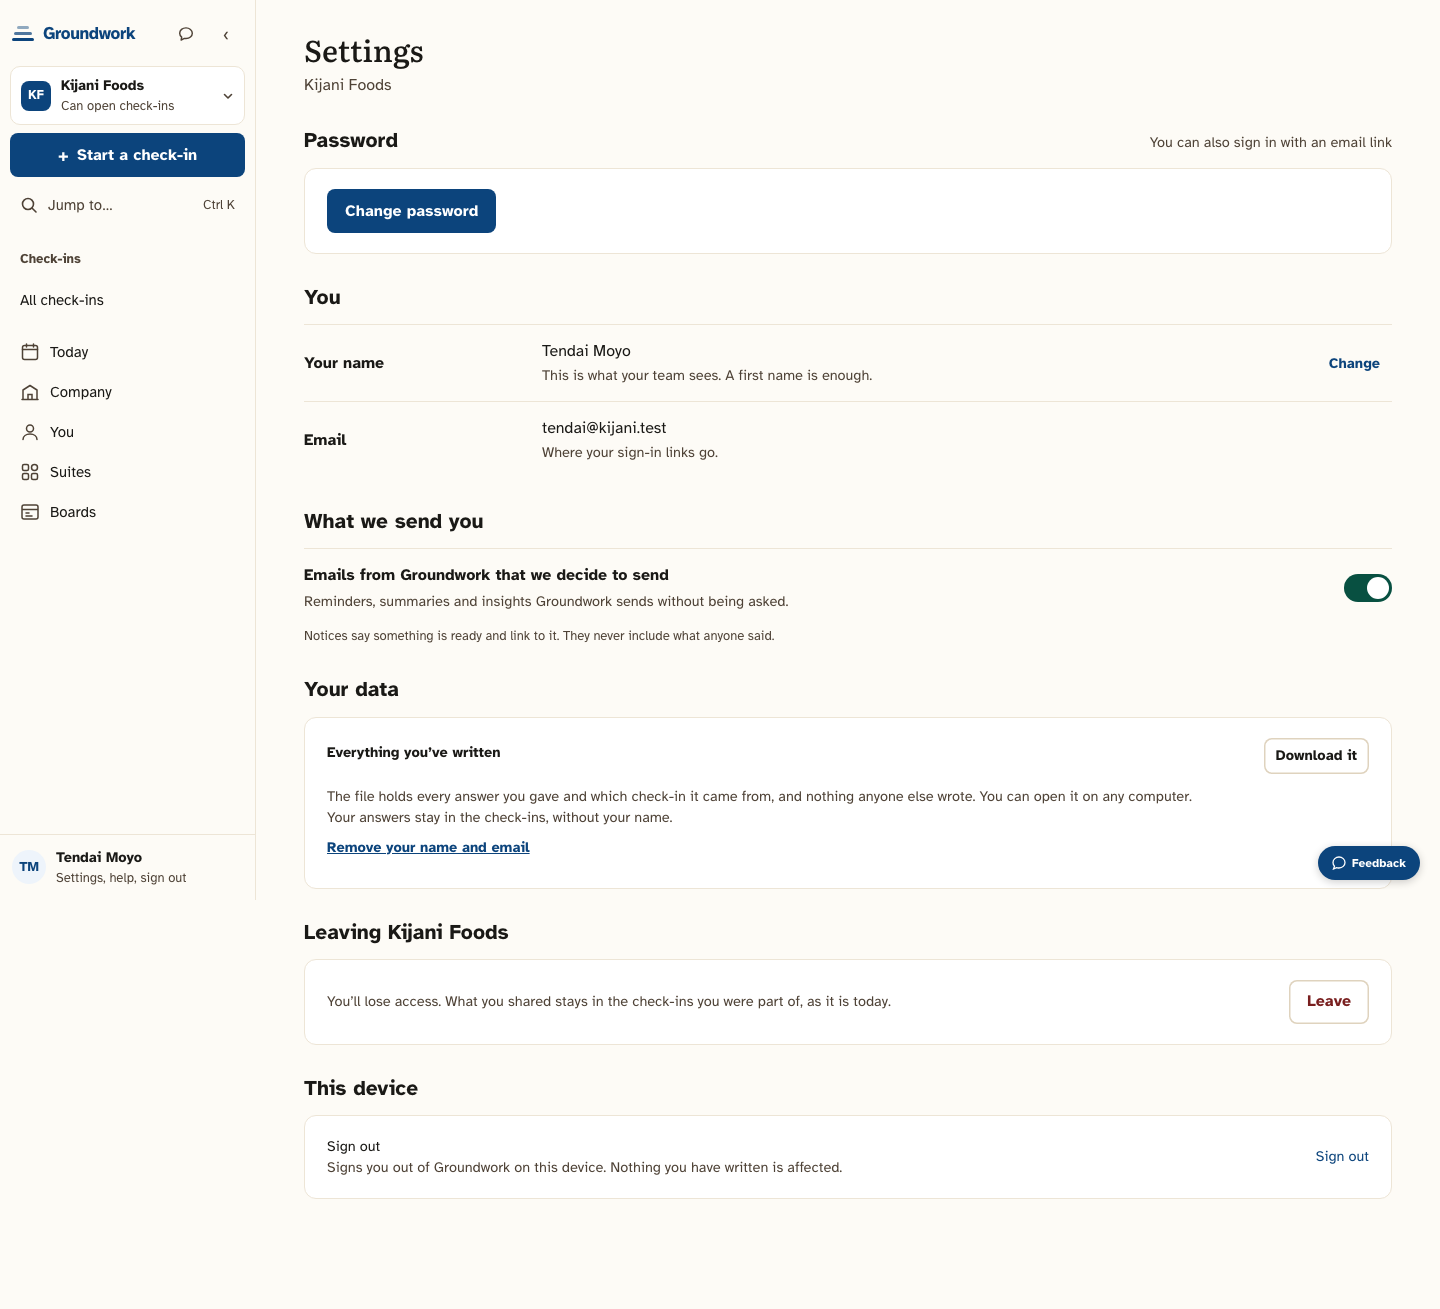 Groundwork
KF
Kijani Foods
Can open check-ins
+ Start a check-in
Jump to...
Ctrl K
Check-ins
All check-ins
Today
Company
You
Suites
Boards
TM
Tendai Moyo
Settings, help, sign out
Settings
Kijani Foods
Password
You can also sign in with an email link
Change password
You
Your name
Tendai Moyo
This is what your team sees. A first name is enough.
Change
Email
tendai@kijani.test
Where your sign-in links go.
What we send you
Emails from Groundwork that we decide to send
Reminders, summaries and insights Groundwork sends without being asked.
Notices say something is ready and link to it. They never include what anyone said.
Your data
Everything you’ve written
Download it
The file holds every answer you gave and which check-in it came from, and nothing anyone else wrote. You can open it on any computer.
Your answers stay in the check-ins, without your name.
Remove your name and email
Feedback
Leaving Kijani Foods
You’ll lose access. What you shared stays in the check-ins you were part of, as it is today.
Leave
This device
Sign out
Signs you out of Groundwork on this device. Nothing you have written is affected.
Sign out